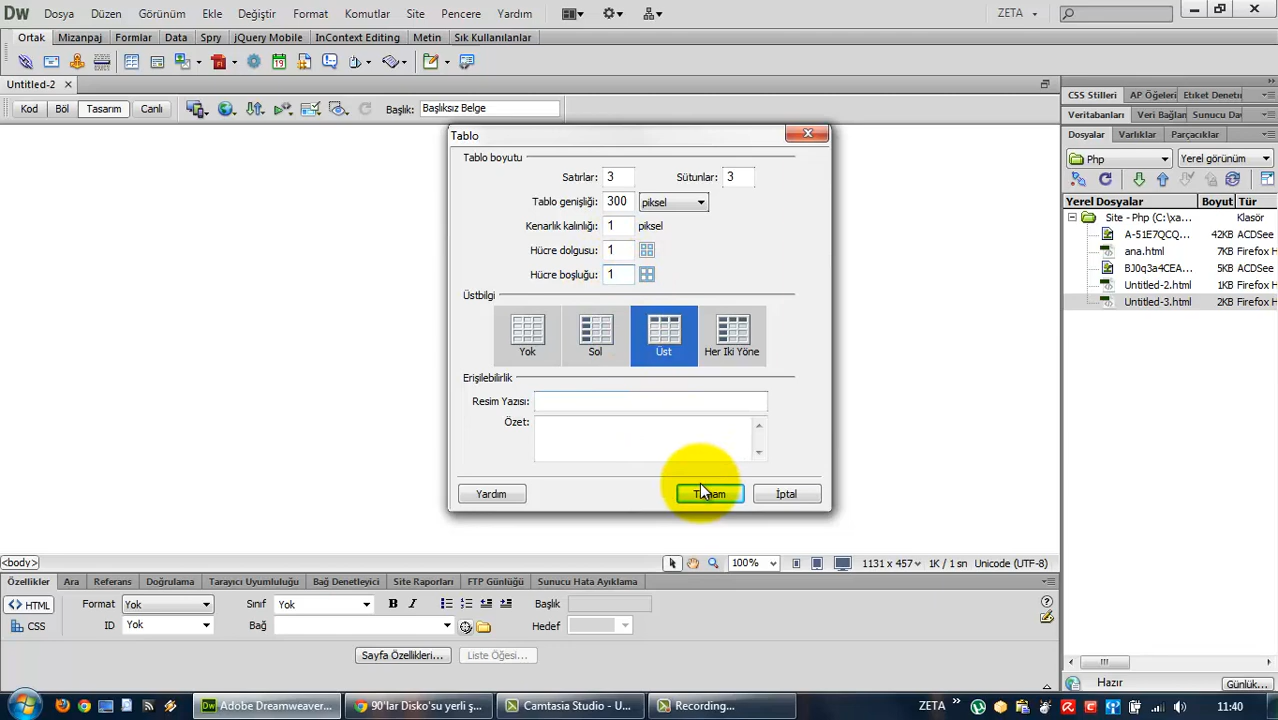 Dw Dosya Düzen Görünüm Ekle Değiştir Format Komutlar Site Pencere Yardım ZETA
Ortak Mizanpaj Formlar Data Spry jQuery Mobile InContext Editing Metin Sık Kullanılanlar
Untitled-2
CSS Stilleri AP Öğeleri Etiket Denetin
Kod Böl Tasarım Canlı Başlık: Başlıksız Belge
Veritabanları Veri Bağlan Sunucu Da
Dosyalar Varlıklar Parçacıklar
Php Yerel görünüm
Yerel Dosyalar Boyut Tür
Site - Php (C:\xa... Klasör
A-51E7QCQ... 42KB ACDSee
ana.html 7KB Firefox H
BJ0q3a4CEA... 5KB ACDSee
Untitled-2.html 1KB Firefox H
Untitled-3.html 2KB Firefox H
Tablo
Tablo boyutu
Satırlar: 3 Sütunlar: 3
Tablo genişliği: 300 piksel
Kenarlık kalınlığı: 1 piksel
Hücre dolgusu: 1
Hücre boşluğu: 1
Üstbilgi
Yok Sol Üst Her Iki Yöne
Erişilebilirlik
Resim Yazısı:
Özet:
Yardım Tamam İptal
<body> 100% 1131 x 457 1K / 1 sn Unicode (UTF-8)
Özellikler Ara Referans Doğrulama Tarayıcı Uyumluluğu Bağ Denetleyici Site Raporları FTP Günlüğü Sunucu Hata Ayıklama
<> HTML Format Yok Sınıf Yok B I Başlık
CSS ID Yok Bağ Hedef
Sayfa Özellikleri... Liste Öğesi...
Hazır Günlük...
Adobe Dreamweaver... 90'lar Disko'su yerli ş... Camtasia Studio - U... Recording... ZETA 11:40